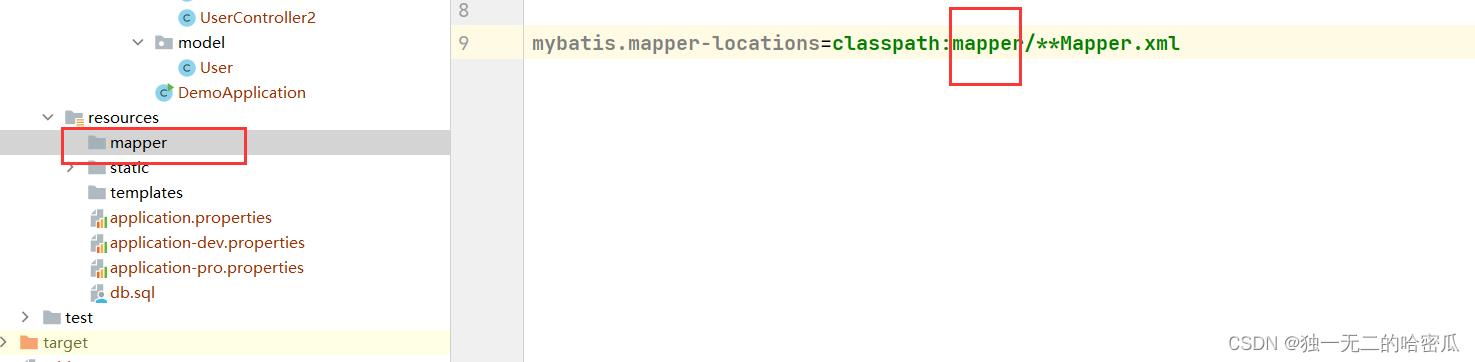 UserController2
model
User
DemoApplication
resources
mapper
static
templates
application.properties
application-dev.properties
application-pro.properties
db.sql
test
target
8
9 mybatis.mapper-locations=classpath:mapper/**Mapper.xml
CSDN @独一无二的哈密瓜